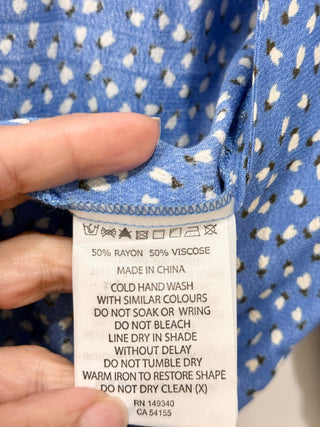 50% RAYON 50% VISCOSE
MADE IN CHINA
COLD HAND WASH
WITH SIMILAR COLOURS
DO NOT SOAK OR WRING
DO NOT BLEACH
LINE DRY IN SHADE
WITHOUT DELAY
DO NOT TUMBLE DRY
WARM IRON TO RESTORE SHAPE
DO NOT DRY CLEAN (X)
RN 149340
CA 54155